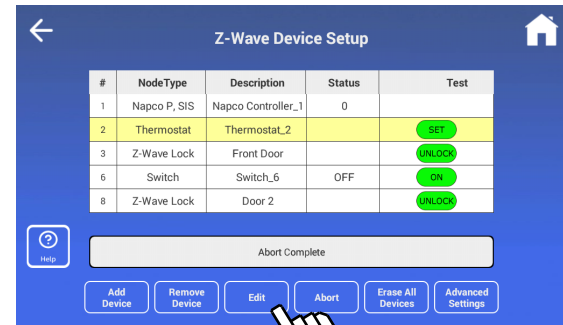 Z-Wave Device Setup
# NodeType Description Status Test
1 Napco P, SIS Napco Controller_1 0
2 Thermostat Thermostat_2 SET
3 Z-Wave Lock Front Door UNLOCK
6 Switch Switch_6 OFF ON
8 Z-Wave Lock Door 2 UNLOCK
Help
Abort Complete
Add Device
Remove Device
Edit
Abort
Erase All Devices
Advanced Settings